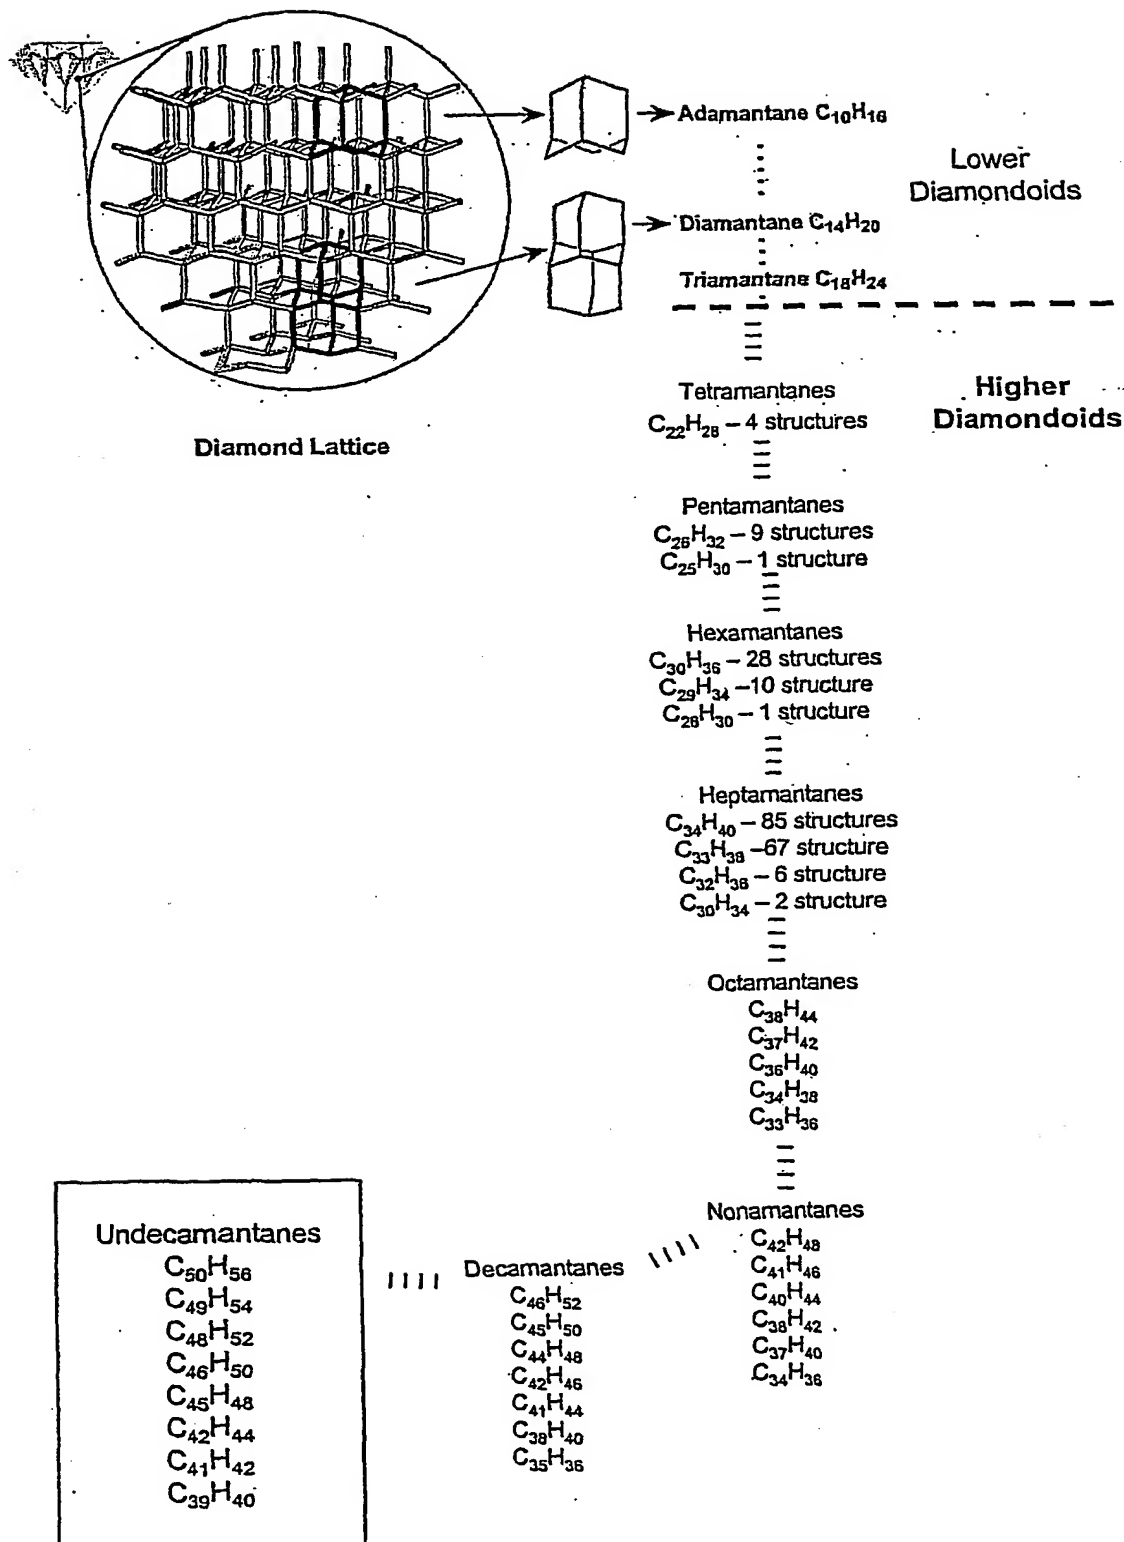 Adamantane C₁₀H₁₆
Lower
Diamondoids
Diamantane C₁₄H₂₀
Triamantane C₁₈H₂₄
Diamond Lattice
Tetramantanes
C₂₂H₂₈ – 4 structures
Higher
Diamondoids
Pentamantanes
C₂₆H₃₂ – 9 structures
C₂₅H₃₀ – 1 structure
Hexamantanes
C₃₀H₃₆ – 28 structures
C₂₉H₃₄ –10 structure
C₂₆H₃₀ – 1 structure
Heptamantanes
C₃₄H₄₀ – 85 structures
C₃₃H₃₈ –67 structure
C₃₂H₃₆ – 6 structure
C₃₀H₃₄ – 2 structure
Octamantanes
C₃₈H₄₄
C₃₇H₄₂
C₃₆H₄₀
C₃₄H₃₈
C₃₃H₃₆
Nonamantanes
C₄₂H₄₈
C₄₁H₄₆
C₄₀H₄₄
C₃₈H₄₂
C₃₇H₄₀
C₃₄H₃₆
Decamantanes
C₄₆H₅₂
C₄₅H₅₀
C₄₄H₄₈
C₄₂H₄₆
C₄₁H₄₄
C₃₈H₄₀
C₃₅H₃₆
Undecamantanes
C₅₀H₅₆
C₄₉H₅₄
C₄₈H₅₂
C₄₆H₅₀
C₄₅H₄₈
C₄₂H₄₄
C₄₁H₄₂
C₃₉H₄₀